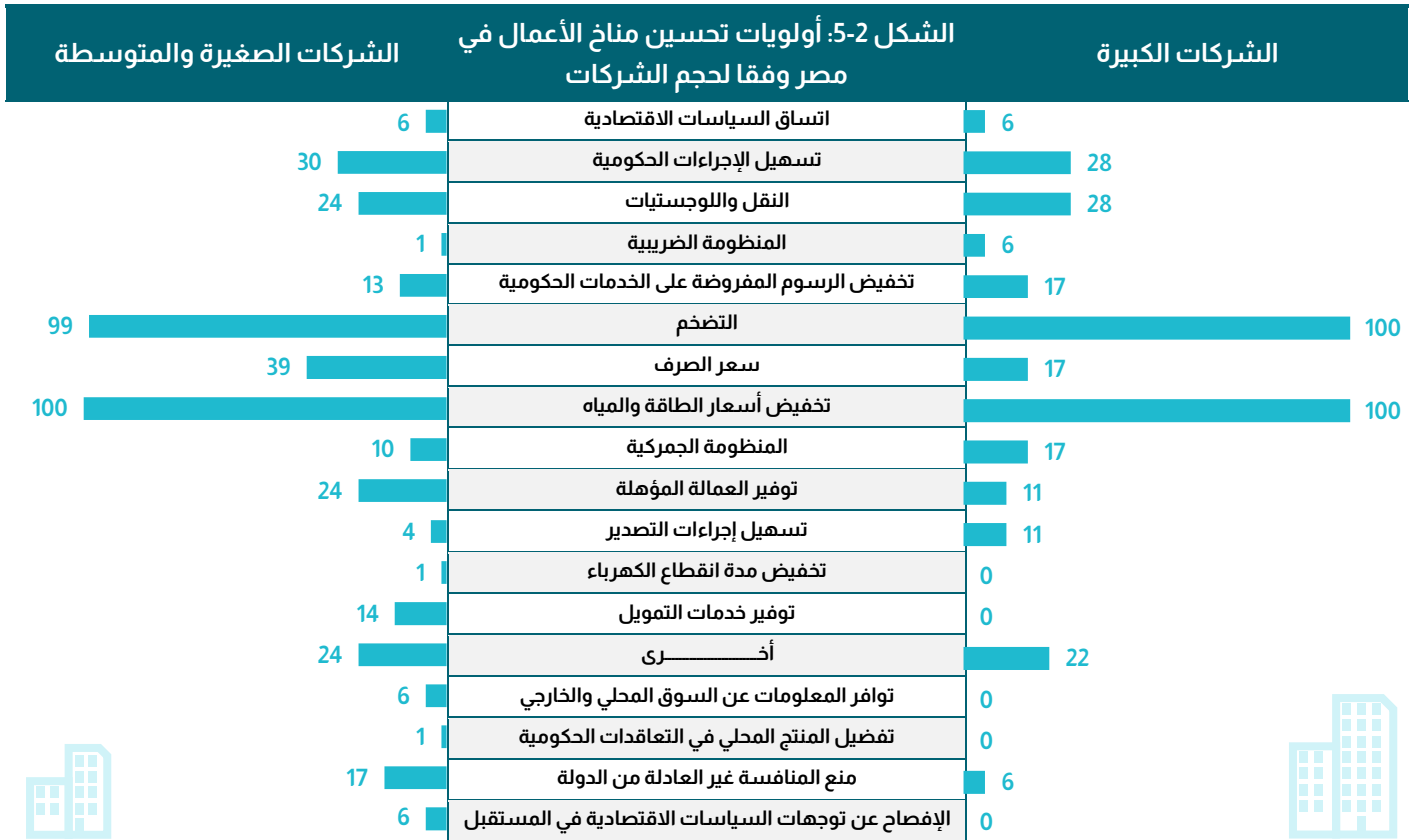 الشركات الكبيرة
الشكل 2-5: أولويات تحسين مناخ الأعمال في
مصر وفقا لحجم الشركات
الشركات الصغيرة والمتوسطة
6 اتساق السياسات الاقتصادية 6
28 تسهيل الإجراءات الحكومية 30
28 النقل واللوجستيات 24
6 المنظومة الضريبية 1
17 تخفيض الرسوم المفروضة على الخدمات الحكومية 13
100 التضخم 99
17 سعر الصرف 39
100 تخفيض أسعار الطاقة والمياه 100
17 المنظومة الجمركية 10
11 توفير العمالة المؤهلة 24
11 تسهيل إجراءات التصدير 4
0 تخفيض مدة انقطاع الكهرباء 1
0 توفير خدمات التمويل 14
22 أخـــــــــــرى 24
0 توافر المعلومات عن السوق المحلي والخارجي 6
0 تفضيل المنتج المحلي في التعاقدات الحكومية 1
6 منع المنافسة غير العادلة من الدولة 17
0 الإفصاح عن توجهات السياسات الاقتصادية في المستقبل 6